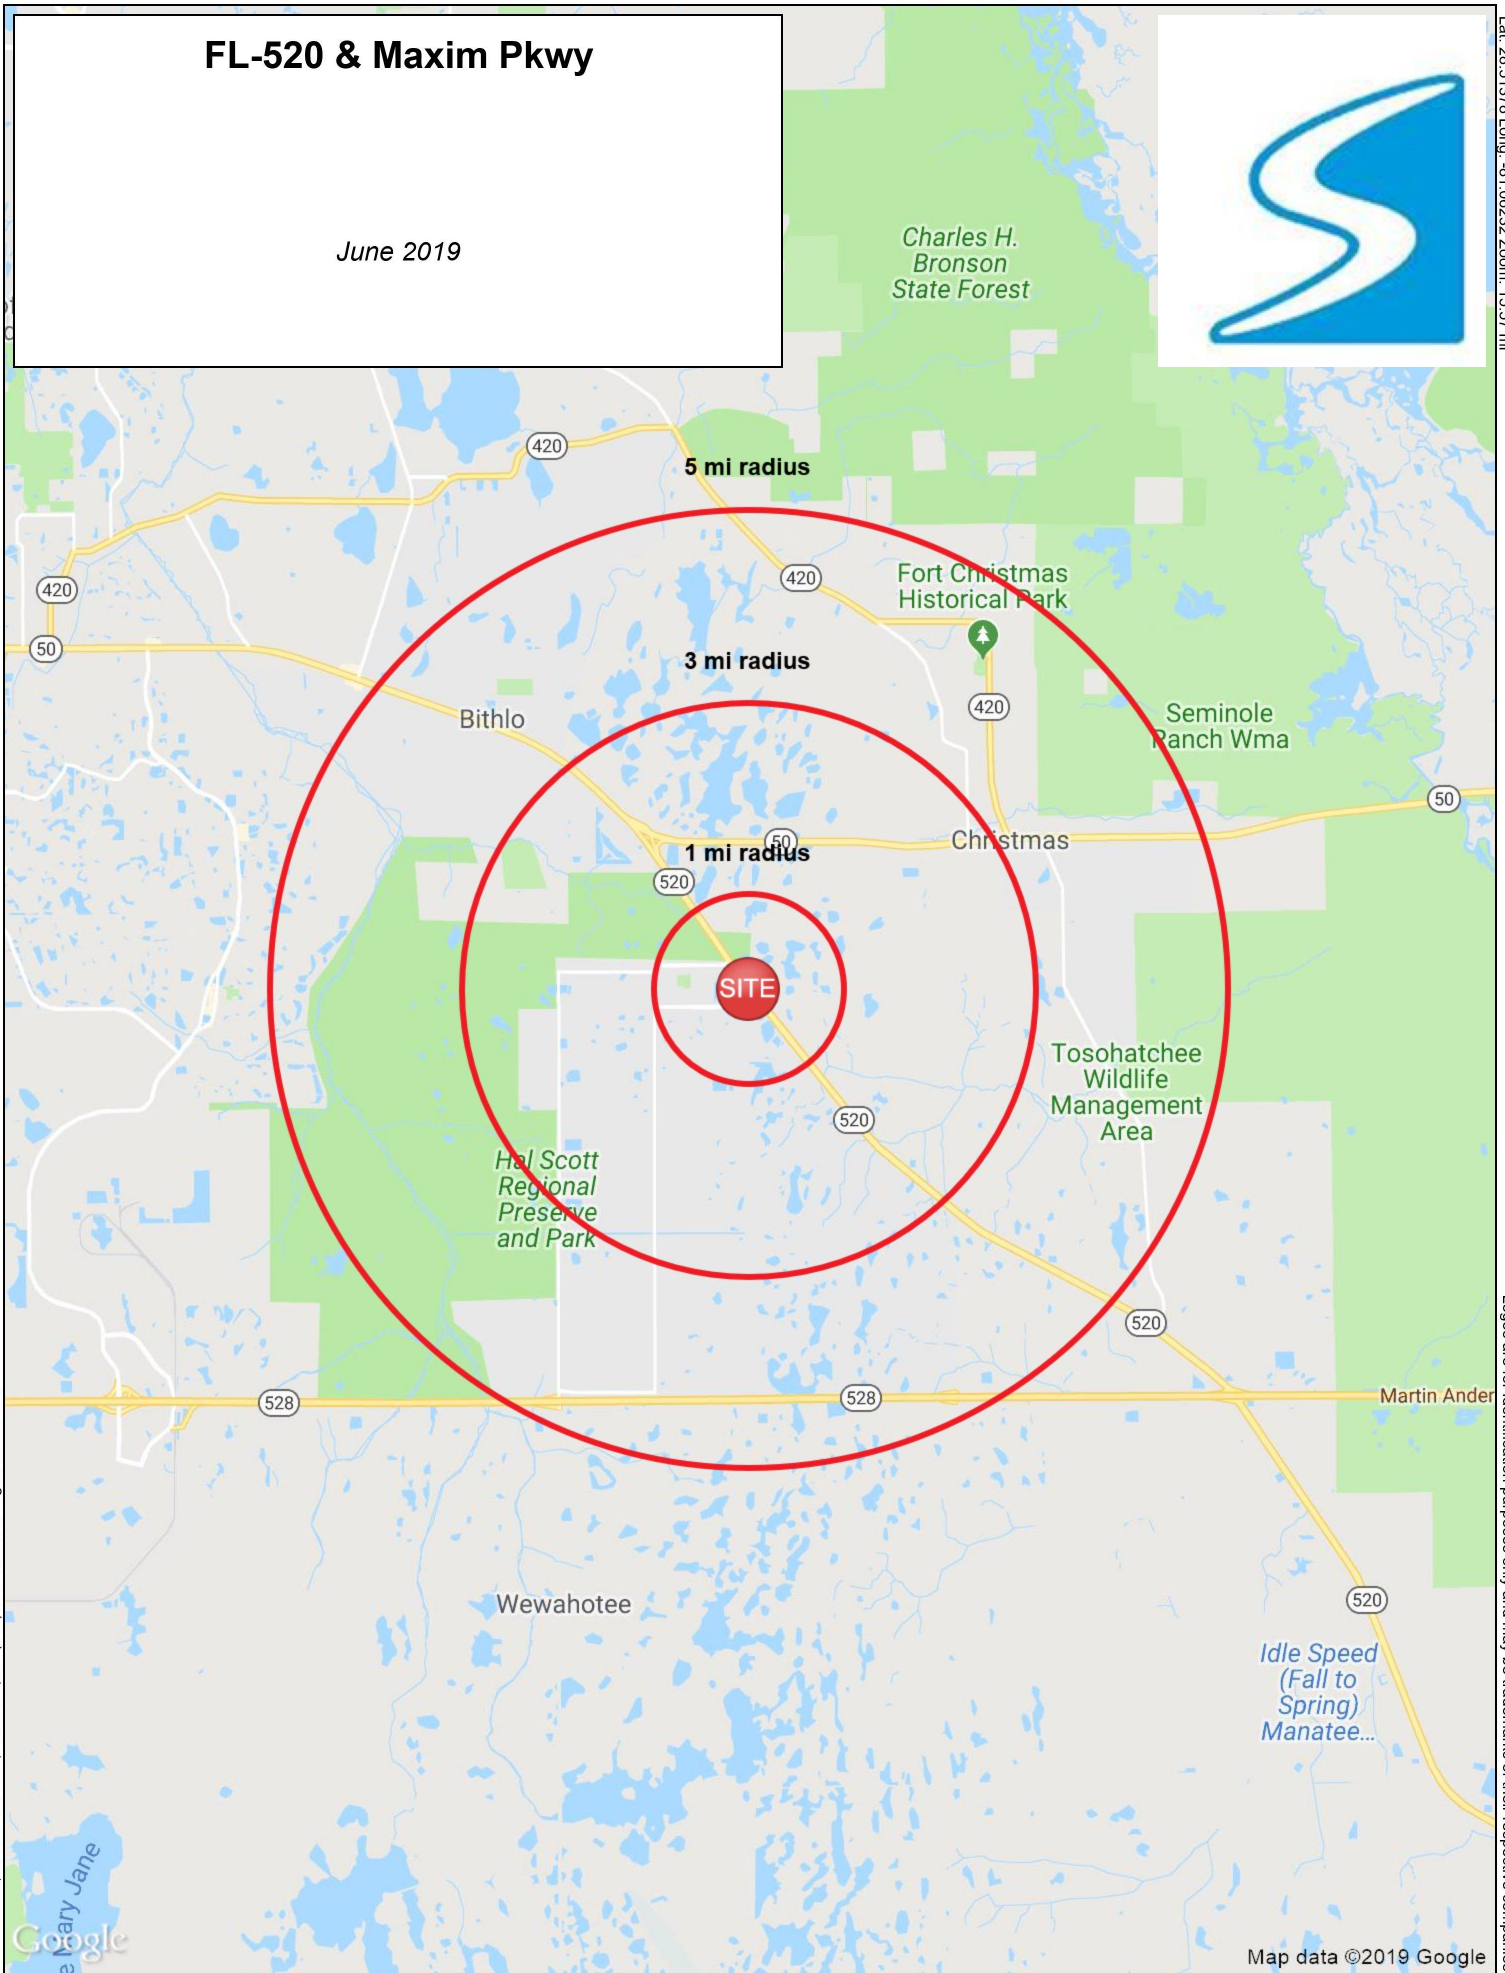 FL-520 & Maxim Pkwy
June 2019
Charles H.
Bronson
State Forest
420
5 mi radius
420
420
Fort Christmas
Historical Park
50
3 mi radius
420
Bithlo
Seminole
Ranch Wma
50
50
Christmas
1 mi radius
520
SITE
Tosohatchee
Wildlife
Management
Area
520
Hal Scott
Regional
Preserve
and Park
520
528
528
Martin Ander
Wewahotee
520
Idle Speed
(Fall to
Spring)
Manatee...
Mary Jane
Google
Map data ©2019 Google